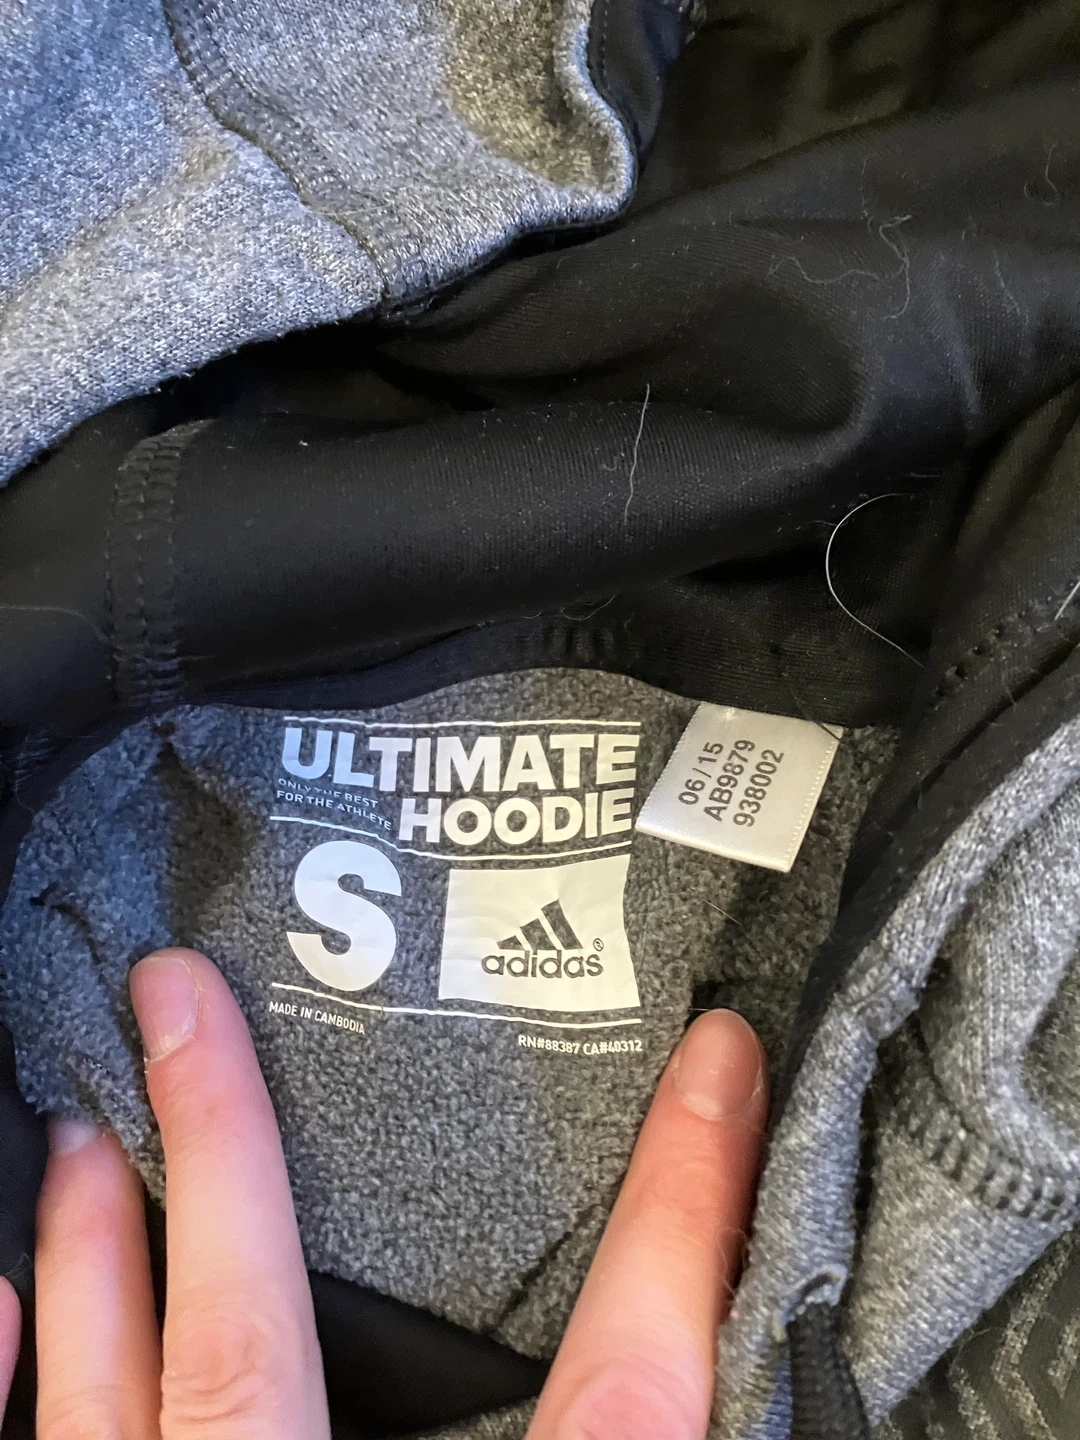 ULTIMATE
ONLY THE BEST
FOR THE ATHLETE
HOODIE
S
adidas®
MADE IN CAMBODIA
RN#88387 CA#40312
06/15
AB9879
938002